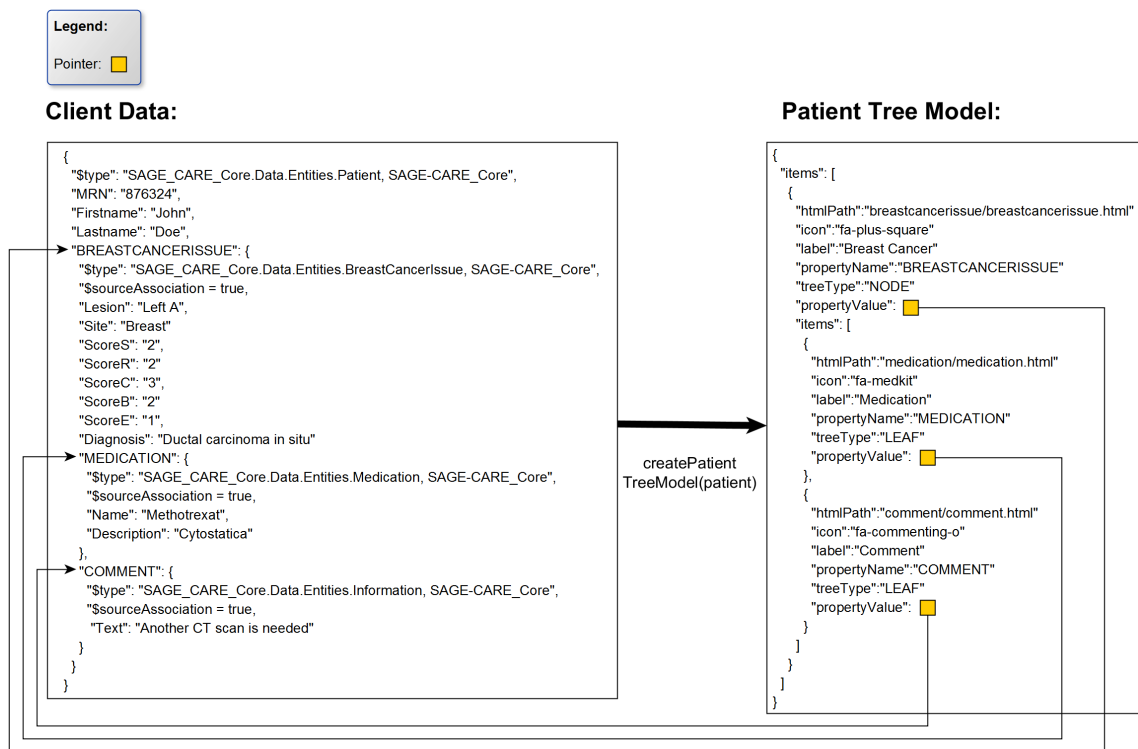 Legend:
Pointer:
Client Data:
{
"$type": "SAGE_CARE_Core.Data.Entities.Patient, SAGE-CARE_Core",
"MRN": "876324",
"Firstname": "John",
"Lastname": "Doe",
"BREASTCANCERISSUE": {
"$type": "SAGE_CARE_Core.Data.Entities.BreastCancerIssue, SAGE-CARE_Core",
"$sourceAssociation = true,
"Lesion": "Left A",
"Site": "Breast"
"ScoreS": "2",
"ScoreR": "2"
"ScoreC": "3",
"ScoreB": "2"
"ScoreE": "1",
"Diagnosis": "Ductal carcinoma in situ"
"MEDICATION": {
"$type": "SAGE_CARE_Core.Data.Entities.Medication, SAGE-CARE_Core",
"$sourceAssociation = true,
"Name": "Methotrexat",
"Description": "Cytostatica"
},
"COMMENT": {
"$type": "SAGE_CARE_Core.Data.Entities.Information, SAGE-CARE_Core",
"$sourceAssociation = true,
"Text": "Another CT scan is needed"
}
}
}
createPatient
TreeModel(patient)
Patient Tree Model:
{
"items": [
{
"htmlPath":"breastcancerissue/breastcancerissue.html"
"icon":"fa-plus-square"
"label":"Breast Cancer"
"propertyName":"BREASTCANCERISSUE"
"treeType":"NODE"
"propertyValue":
"items": [
{
"htmlPath":"medication/medication.html"
"icon":"fa-medkit"
"label":"Medication"
"propertyName":"MEDICATION"
"treeType":"LEAF"
"propertyValue":
},
{
"htmlPath":"comment/comment.html"
"icon":"fa-commenting-o"
"label":"Comment"
"propertyName":"COMMENT"
"treeType":"LEAF"
"propertyValue":
}
]
}
]
}